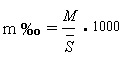 m ‰ = M / S̅ · 1000